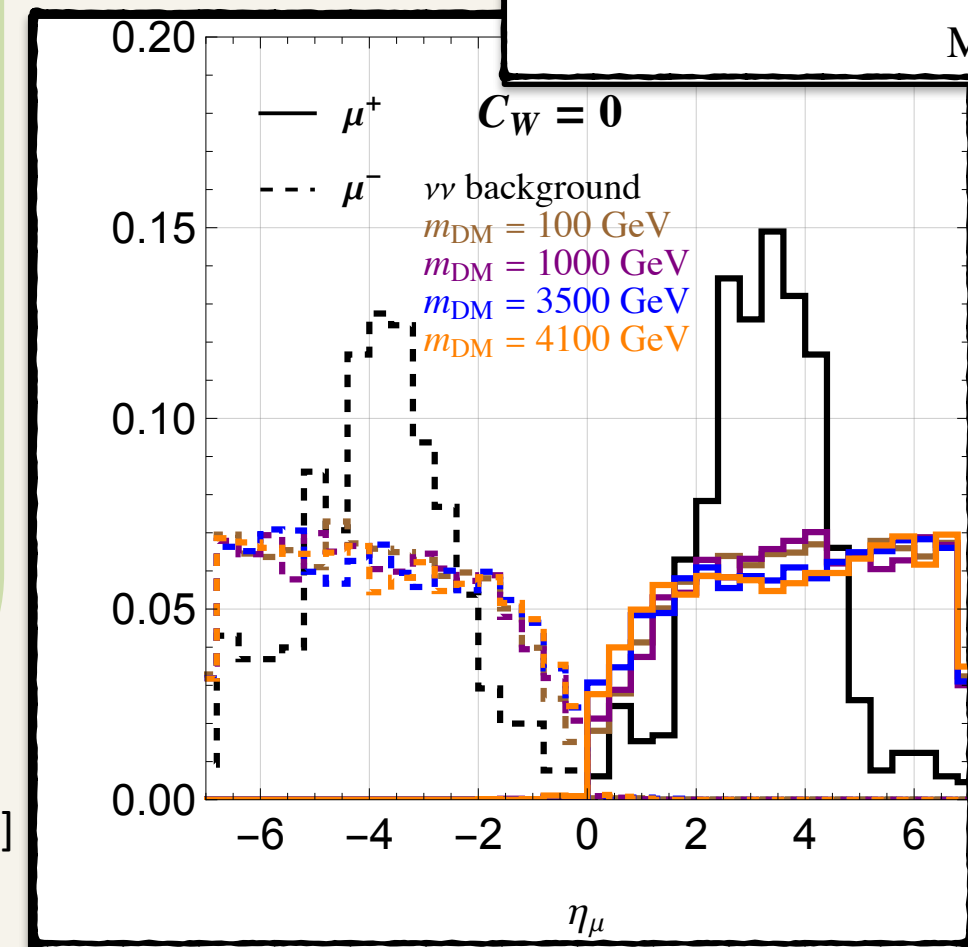 M
0.20
μ⁺ C_W = 0
μ⁻ νν background
m_DM = 100 GeV
0.15
m_DM = 1000 GeV
m_DM = 3500 GeV
m_DM = 4100 GeV
0.10
0.05
0.00
]
−6 −4 −2 0 2 4 6
η_μ